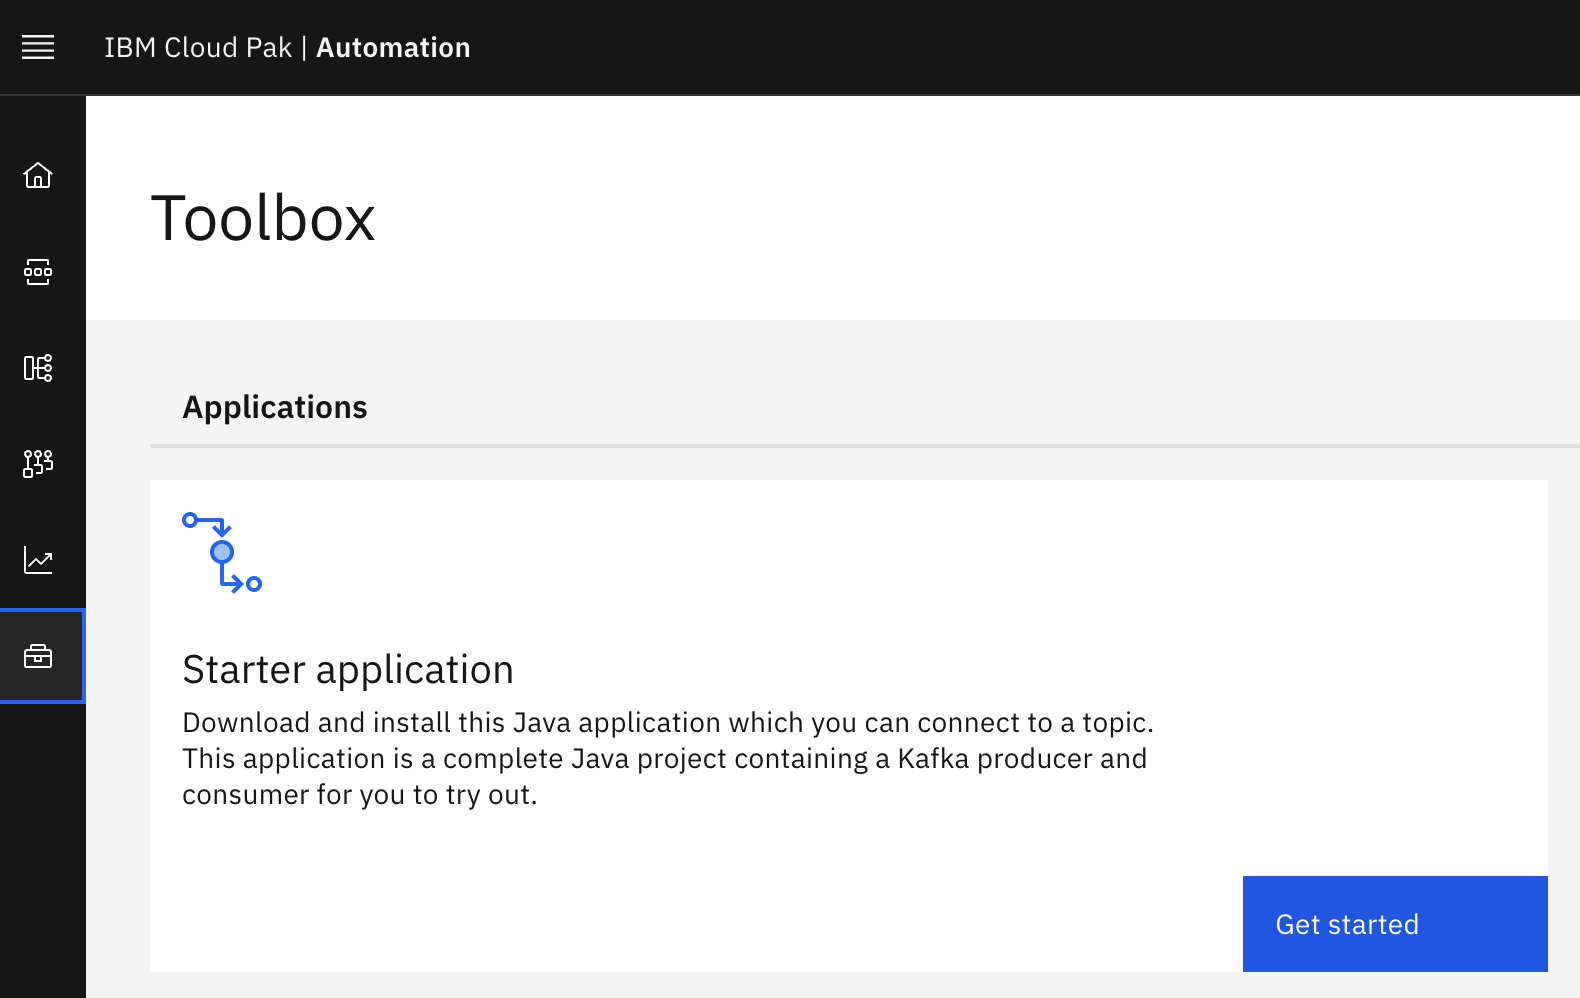 IBM Cloud Pak | Automation
Toolbox
Applications
Starter application
Download and install this Java application which you can connect to a topic.
This application is a complete Java project containing a Kafka producer and
consumer for you to try out.
Get started